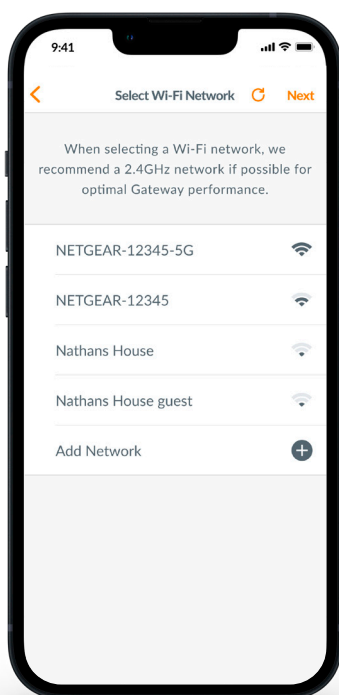 9:41
Select Wi-Fi Network
Next
When selecting a Wi-Fi network, we
recommend a 2.4GHz network if possible for
optimal Gateway performance.
NETGEAR-12345-5G
NETGEAR-12345
Nathans House
Nathans House guest
Add Network